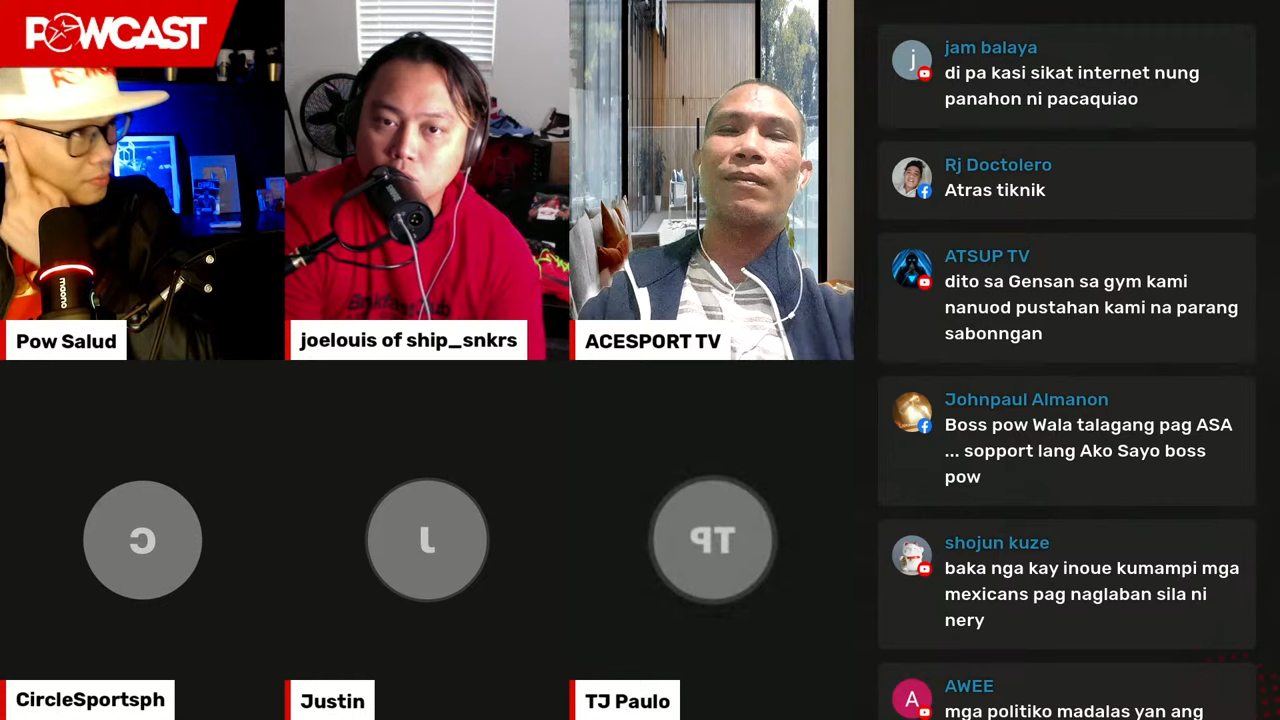 POWCAST
Pow Salud
joelouis of ship_snkrs
ACESPORT TV
C
J
TP
CircleSportsph
Justin
TJ Paulo
maono
j
jam balaya
di pa kasi sikat internet nung
panahon ni pacaquiao
Rj Doctolero
Atras tiknik
ATSUP TV
dito sa Gensan sa gym kami
nanuod pustahan kami na parang
sabonngan
Johnpaul Almanon
Boss pow Wala talagang pag ASA
... sopport lang Ako Sayo boss
pow
shojun kuze
baka nga kay inoue kumampi mga
mexicans pag naglaban sila ni
nery
A
AWEE
mga politiko madalas yan ang